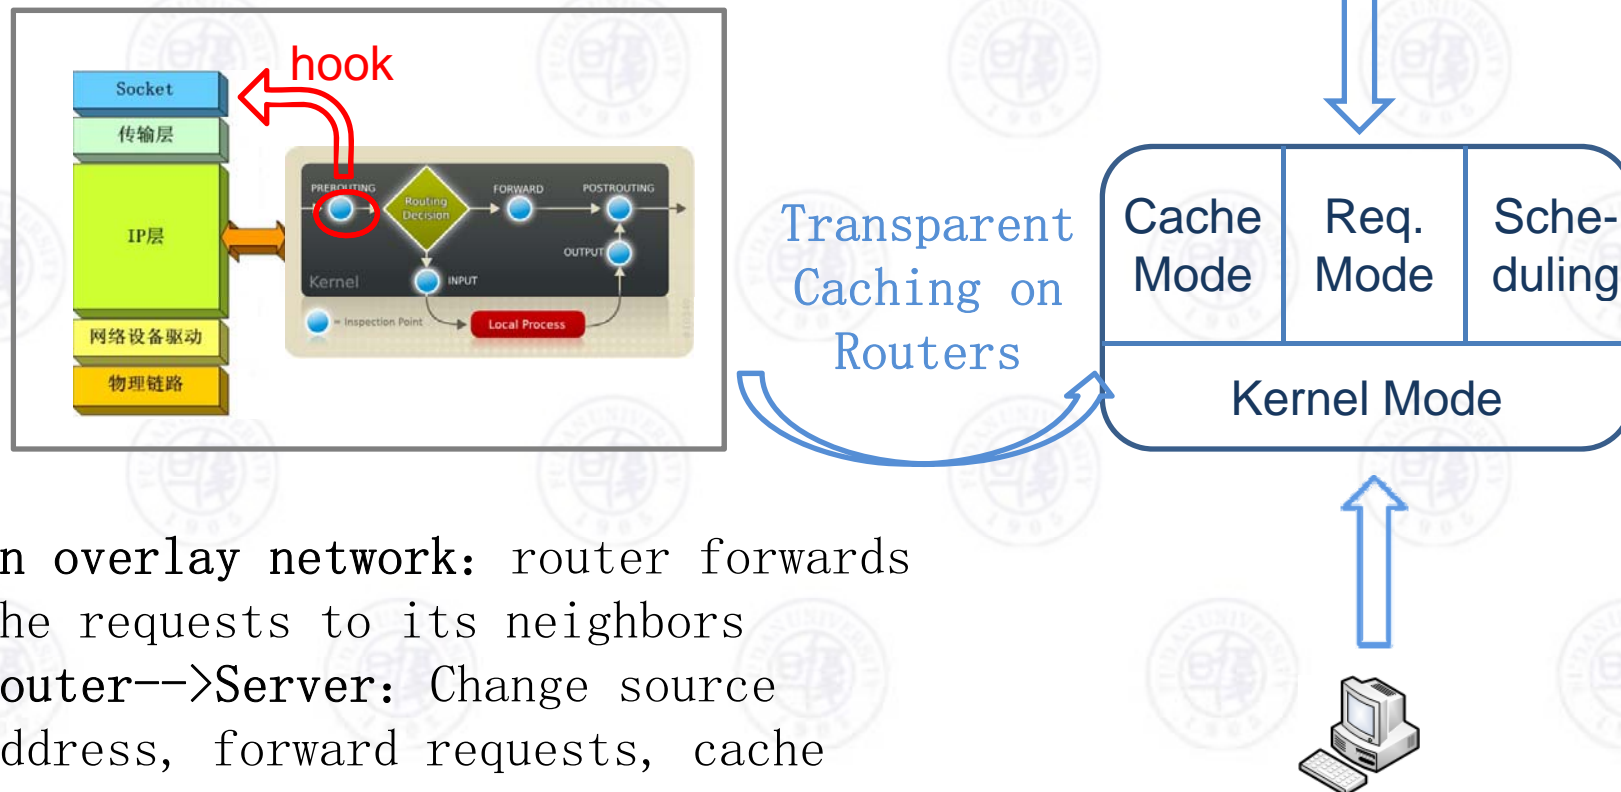 hook
Socket
传输层
IP层
网络设备驱动
物理链路
PREROUTING
Routing
Decision
FORWARD
POSTROUTING
INPUT
OUTPUT
Kernel
= Inspection Point
Local Process
Transparent
Caching on
Routers
Cache
Mode
Req.
Mode
Sche-
duling
Kernel Mode
n overlay network: router forwards
he requests to its neighbors
outer-->Server: Change source
ddress, forward requests, cache